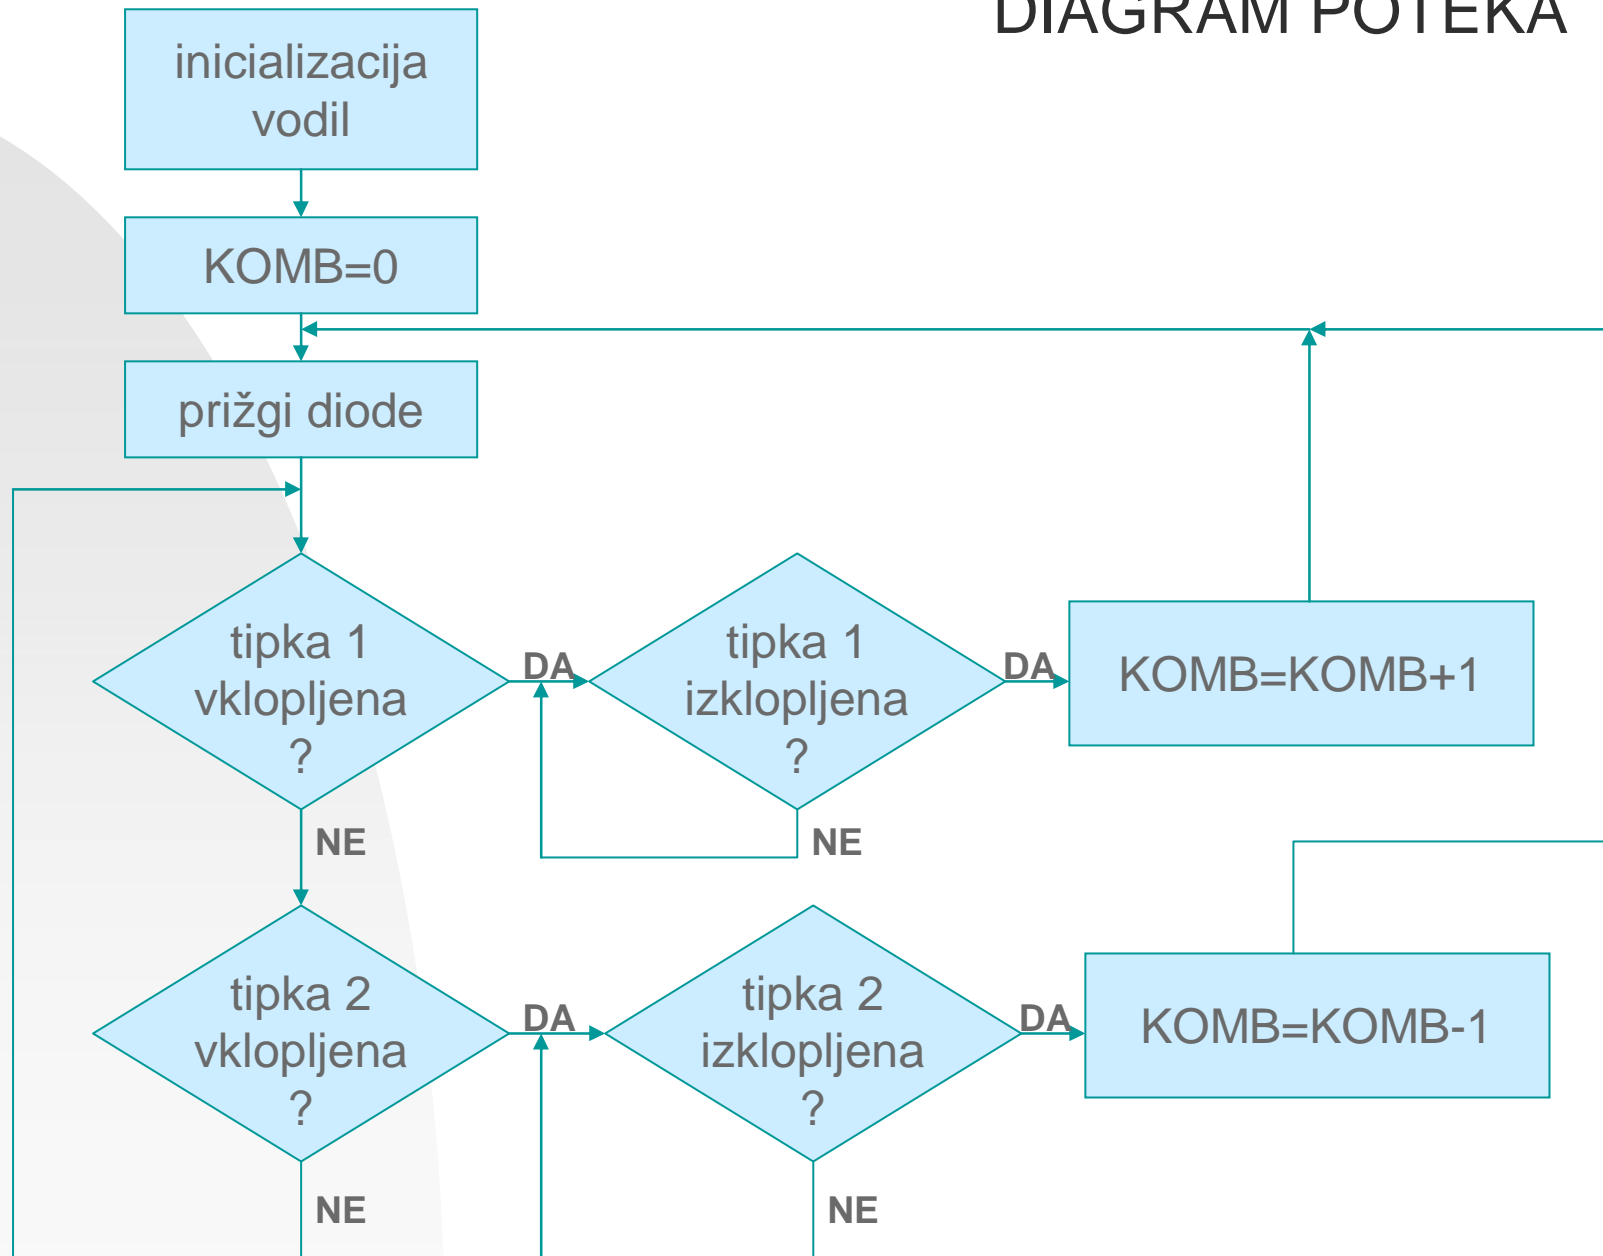 DIAGRAM POTEKA
inicializacija
vodil
KOMB=0
prižgi diode
tipka 1
vklopljena
?
DA
tipka 1
izklopljena
?
DA
KOMB=KOMB+1
NE
NE
tipka 2
vklopljena
?
DA
tipka 2
izklopljena
?
DA
KOMB=KOMB-1
NE
NE